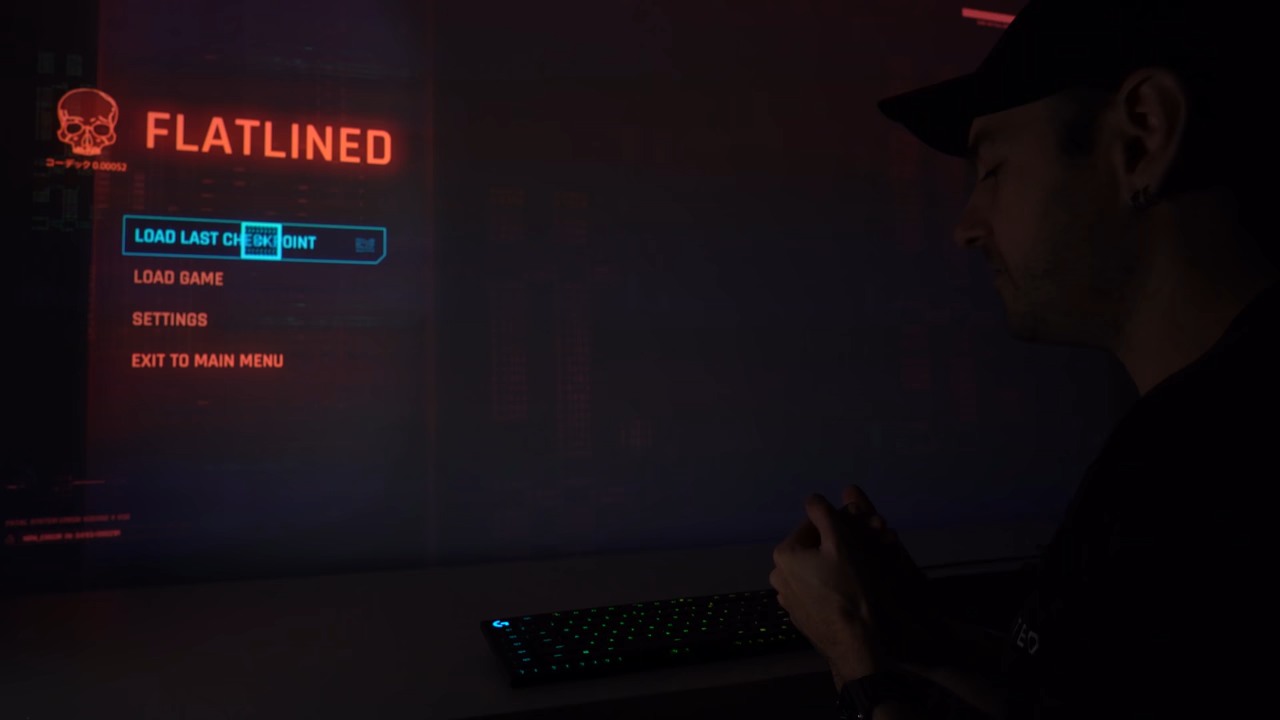 FLATLINED
コーデック 0.00052
LOAD LAST CHECKPOINT
LOAD GAME
SETTINGS
EXIT TO MAIN MENU